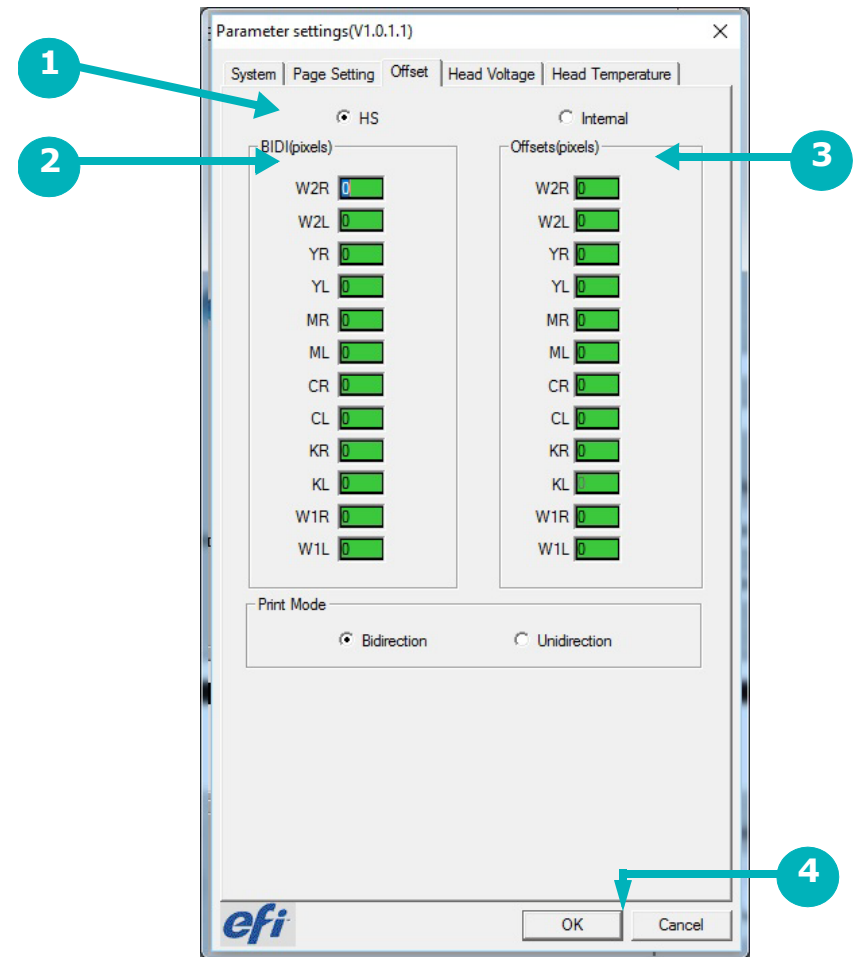 Parameter settings(V1.0.1.1)
1
System Page Setting Offset Head Voltage Head Temperature
HS Internal
2
BIDI(pixels) Offsets(pixels)
3
W2R 0 W2R 0
W2L 0 W2L 0
YR 0 YR 0
YL 0 YL 0
MR 0 MR 0
ML 0 ML 0
CR 0 CR 0
CL 0 CL 0
KR 0 KR 0
KL 0 KL 0
W1R 0 W1R 0
W1L 0 W1L 0
Print Mode
Bidirection Unidirection
4
efi
OK Cancel